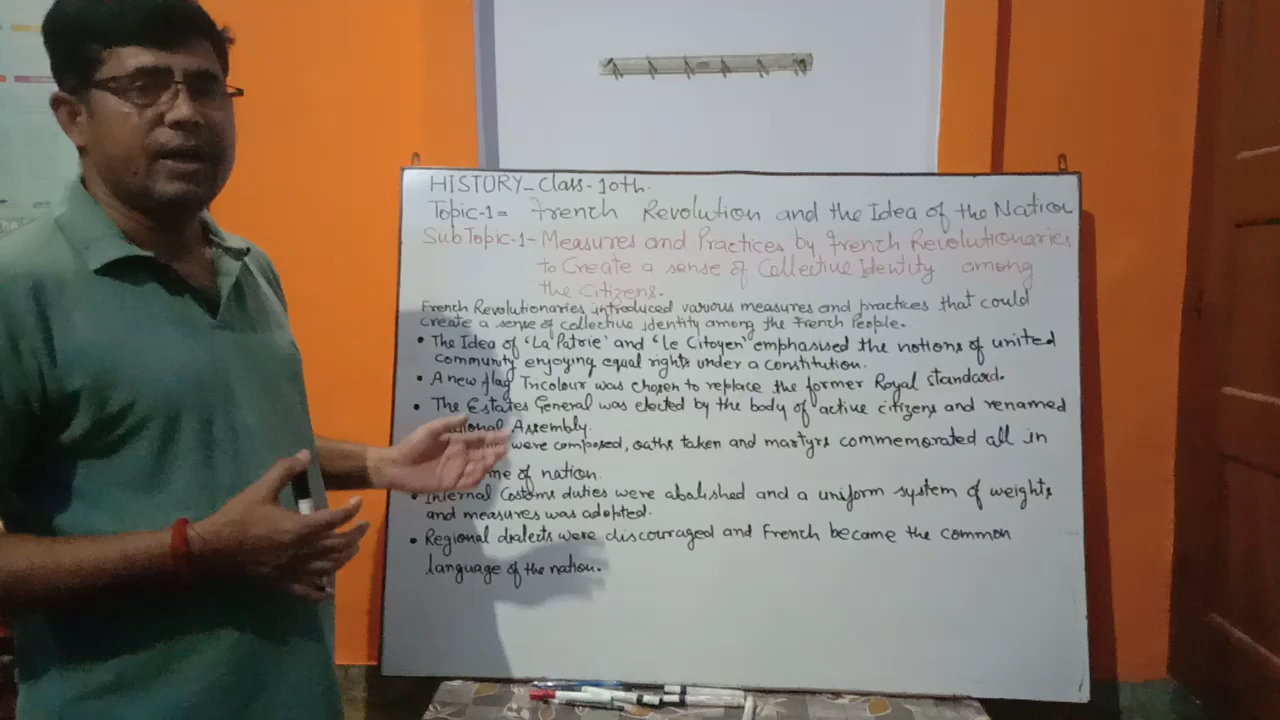 HISTORY_Class-10th.
Topic-1= French Revolution and the Idea of the Nation
SubTopic-1- Measures and Practices by French Revolutionaries
to Create a sense of Collective Identity among
the Citizens.
French Revolutionaries introduced various measures and practices that could
create a sense of collective identity among the French People.
• The Idea of 'La Patrie' and 'Le Citoyen' emphasised the notions of united
community enjoying equal rights under a constitution.
• A new flag Tricolour was chosen to replace the former Royal standard.
• The Estates General was elected by the body of active citizens and renamed
Assembly.
were composed, oaths taken and martyrs commemorated all in
of nation.
• Internal Customs duties were abolished and a uniform system of weights
and measures was adopted.
• Regional dialects were discouraged and French became the common
language of the nation.